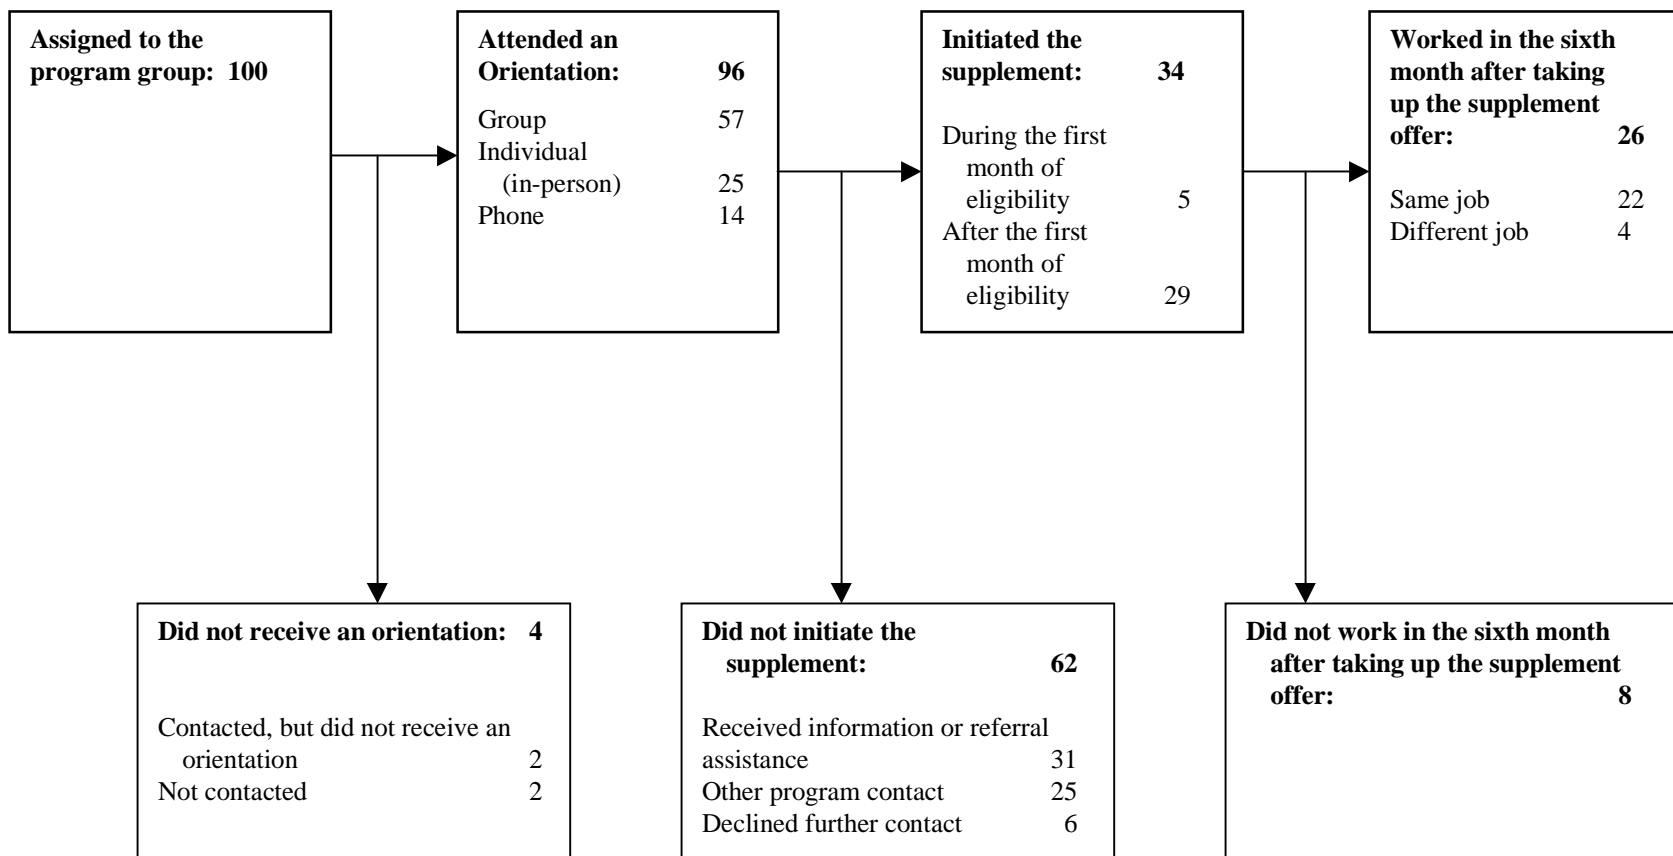 Assigned to the
program group: 100
Attended an
Orientation: 96
Group 57
Individual
(in-person) 25
Phone 14
Initiated the
supplement: 34
During the first
month of
eligibility 5
After the first
month of
eligibility 29
Worked in the sixth
month after taking
up the supplement
offer: 26
Same job 22
Different job 4
Did not receive an orientation: 4
Contacted, but did not receive an
orientation 2
Not contacted 2
Did not initiate the
supplement: 62
Received information or referral
assistance 31
Other program contact 25
Declined further contact 6
Did not work in the sixth month
after taking up the supplement
offer: 8